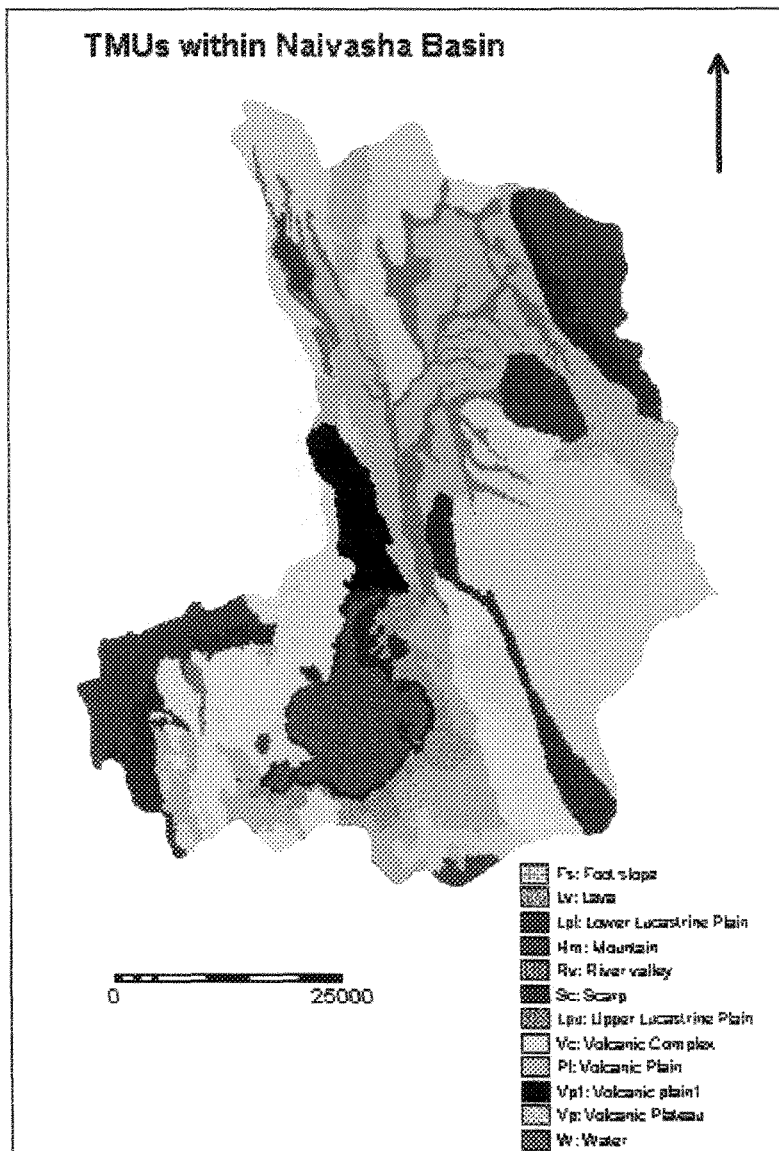 TMUs within Naivasha Basin
Fs: Foot slope
Lv: Lava
Lpl: Lower Lucastrine Plain
Hm: Mountain
Rv: River valley
Sc: Scarp
Lpu: Upper Lucastrine Plain
Vc: Volcanic Complex
Pl: Volcanic Plain
Vp1: Volcanic plain1
Vp: Volcanic Plateau
W: Water
0 25000